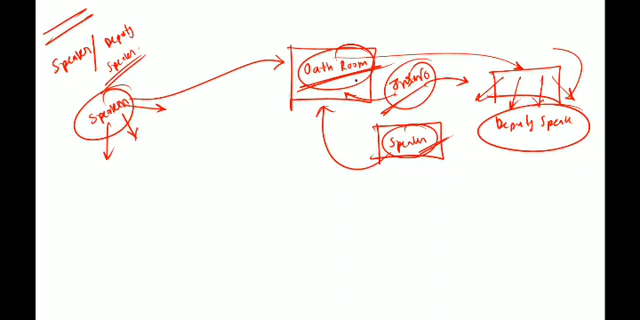 Speaker/
Deputy
Speaker
Speaker
Oath Room
Speaker
Deputy Speak